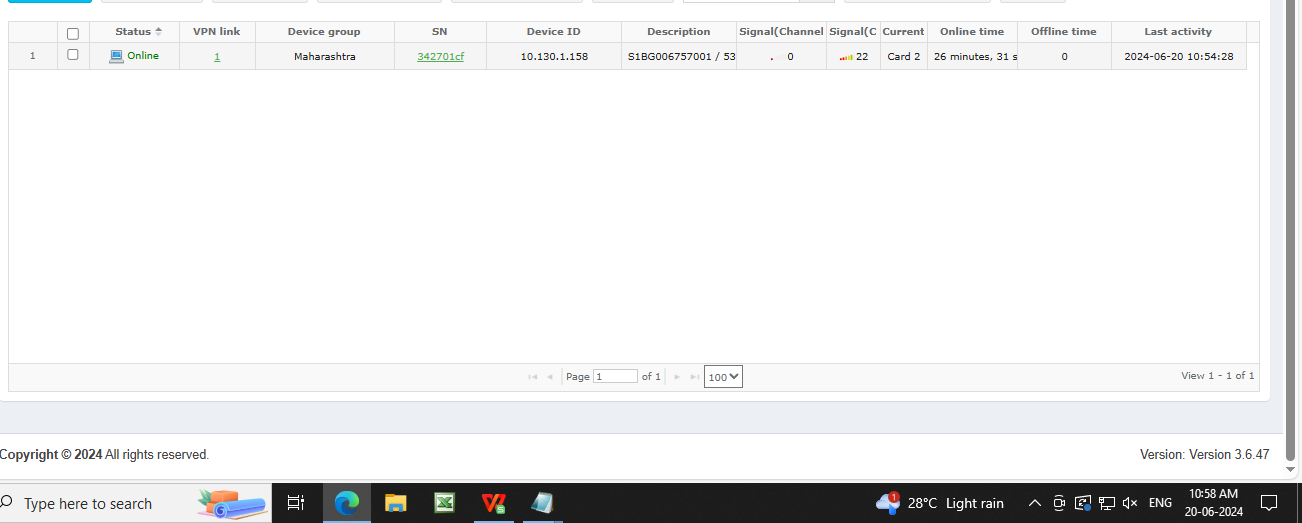 Status VPN link Device group SN Device ID Description Signal(Channel Signal(C Current Online time Offline time Last activity
1 Online 1 Maharashtra 342701cf 10.130.1.158 S1BG006757001 / 53 0 22 Card 2 26 minutes, 31 s 0 2024-06-20 10:54:28
Page 1 of 1 100 View 1 - 1 of 1
Copyright © 2024 All rights reserved. Version: Version 3.6.47
Type here to search 1 28°C Light rain ENG 10:58 AM
20-06-2024